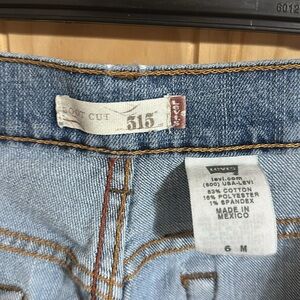 6012
BOOT CUT
515
LEVI'S
LEVI'S
levi.com
(800) USA-LEVI
83% COTTON
16% POLYESTER
1% SPANDEX
MADE IN
MEXICO
6 M